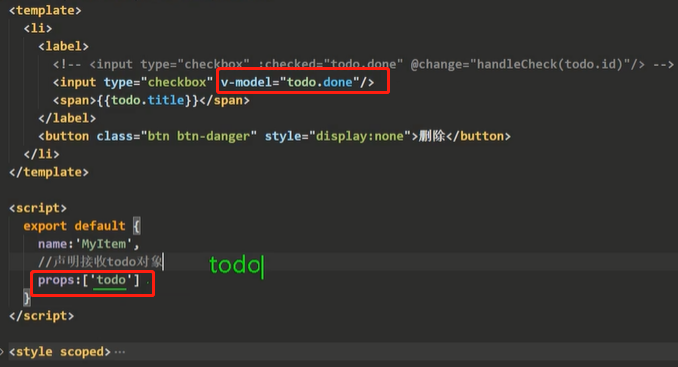 <template>
<li>
<label>
<!-- <input type="checkbox" :checked="todo.done" @change="handleCheck(todo.id)"/> -->
<input type="checkbox" v-model="todo.done"/>
<span>{{todo.title}}</span>
</label>
<button class="btn btn-danger" style="display:none">删除</button>
</li>
</template>
<script>
export default {
name:'MyItem',
//声明接收todo对象
todo
props:['todo']
}
</script>
<style scoped>…